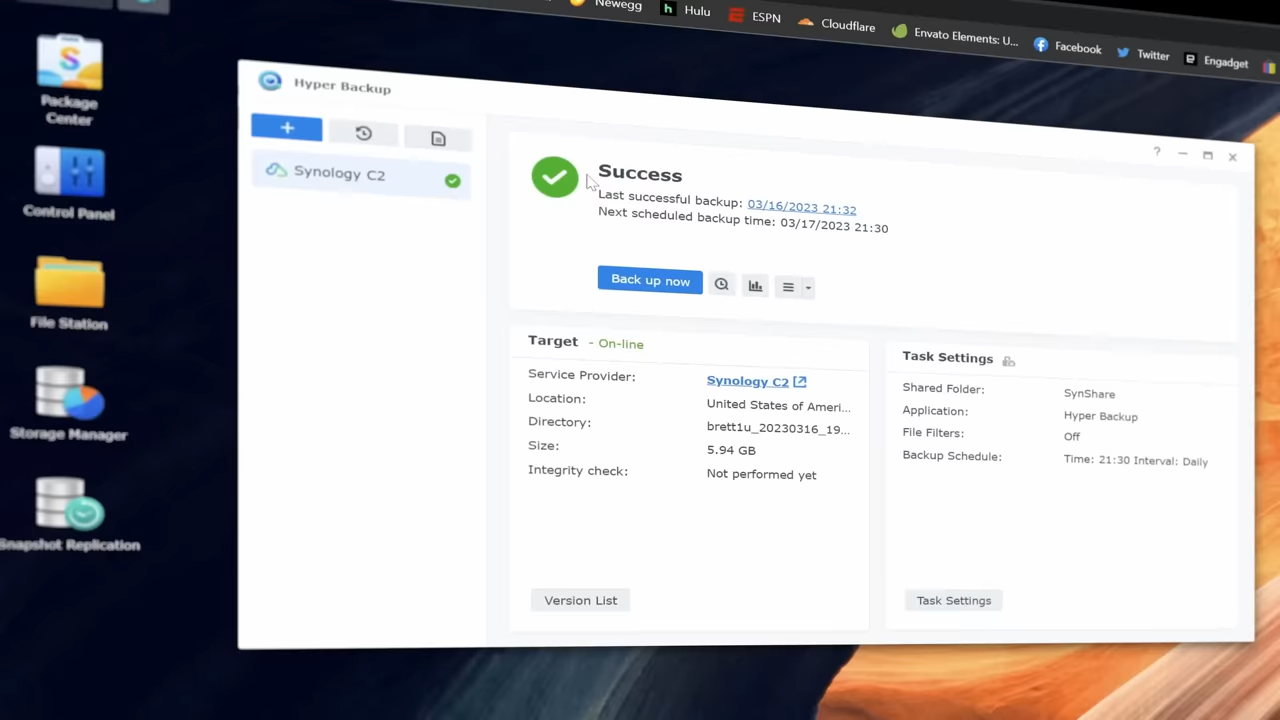 Newegg
Hulu
ESPN
Cloudflare
Envato Elements: U...
Facebook
Twitter
Engadget
Package
Center
Control Panel
File Station
Storage Manager
Snapshot Replication
Hyper Backup
Synology C2
Success
Last successful backup: 03/16/2023 21:32
Next scheduled backup time: 03/17/2023 21:30
Back up now
Target - On-line
Service Provider: Synology C2
Location: United States of Ameri...
Directory: brett1u_20230316_19...
Size: 5.94 GB
Integrity check: Not performed yet
Version List
Task Settings
Shared Folder: SynShare
Application: Hyper Backup
File Filters: Off
Backup Schedule: Time: 21:30 Interval: Daily
Task Settings